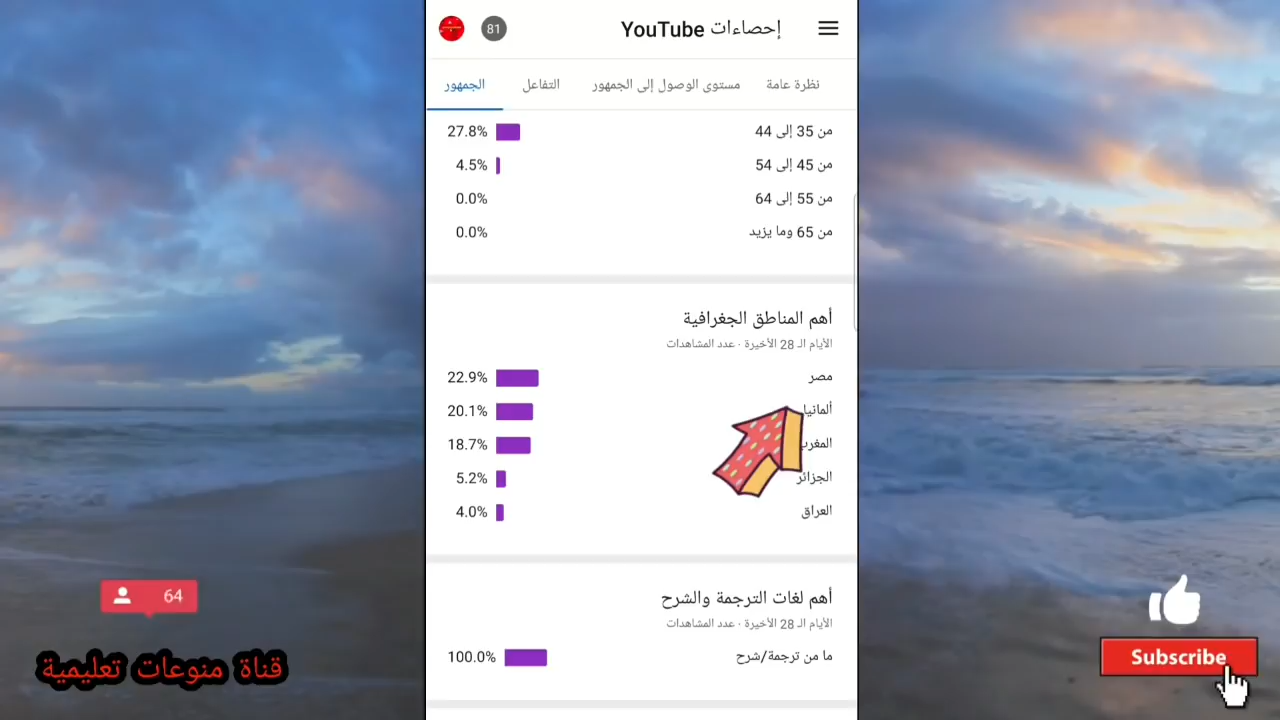 إحصاءات YouTube
81
نظرة عامة
مستوى الوصول إلى الجمهور
التفاعل
الجمهور
من 35 إلى 44 27.8%
من 45 إلى 54 4.5%
من 55 إلى 64 0.0%
من 65 وما يزيد 0.0%
أهم المناطق الجغرافية
الأيام الـ 28 الأخيرة · عدد المشاهدات
مصر 22.9%
ألمانيا 20.1%
المغرب 18.7%
الجزائر 5.2%
العراق 4.0%
أهم لغات الترجمة والشرح
الأيام الـ 28 الأخيرة · عدد المشاهدات
ما من ترجمة/شرح 100.0%
64
قناة منوعات تعليمية
Subscribe